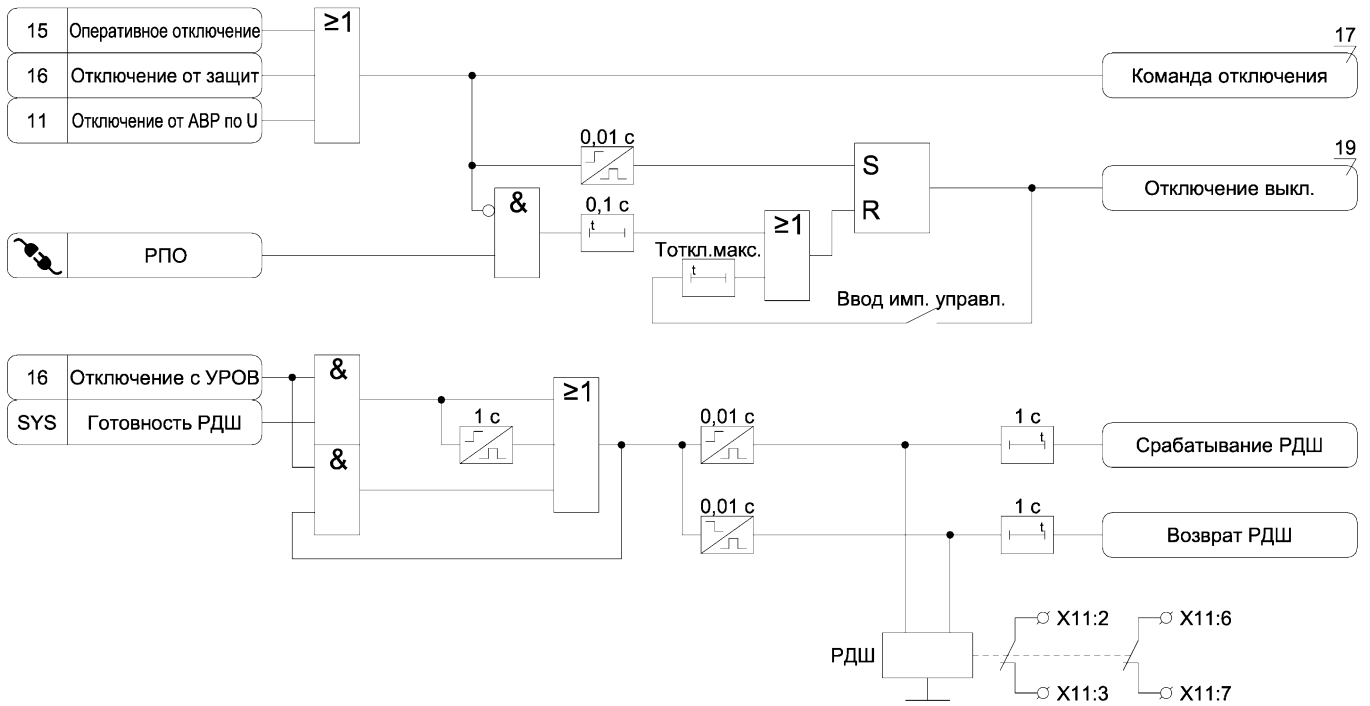 15 Оперативное отключение
16 Отключение от защит
11 Отключение от АВР по U
≥1
17
Команда отключения
0,01 с
S
R
19
Отключение выкл.
&
0,1 с
t
≥1
РПО
Тоткл.макс.
t
Ввод имп. управл.
16 Отключение с УРОВ
SYS Готовность РДШ
&
&
1 с
≥1
0,01 с
1 с
t
Срабатывание РДШ
0,01 с
1 с
t
Возврат РДШ
РДШ
X11:2
X11:6
X11:3
X11:7